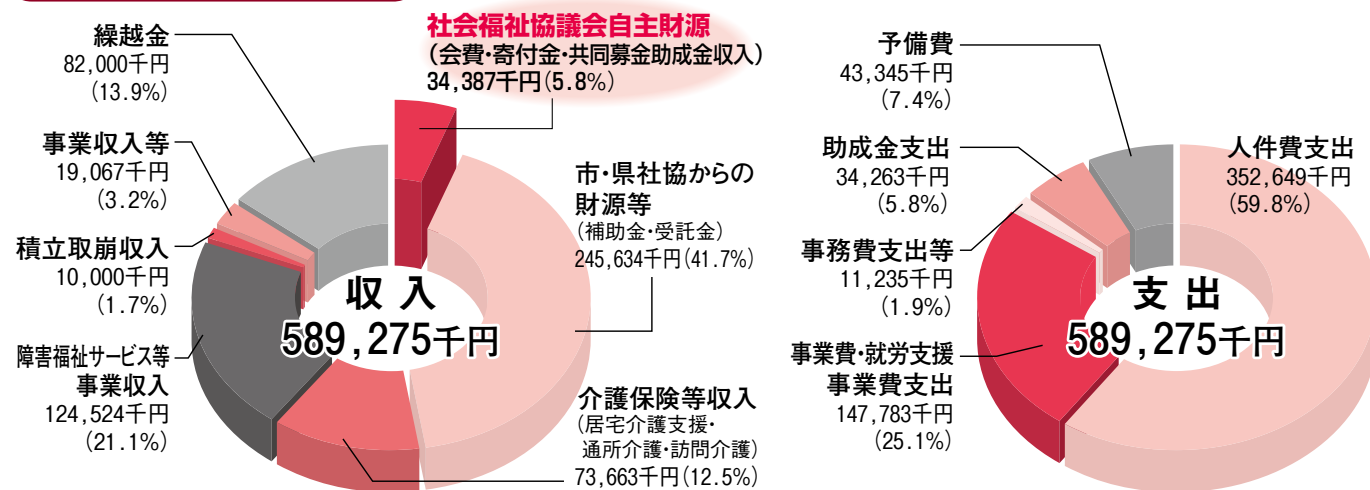 社会福祉協議会自主財源
(会費・寄付金・共同募金助成金収入)
34,387千円(5.8%)
繰越金
82,000千円
(13.9%)
事業収入等
19,067千円
(3.2%)
積立取崩収入
10,000千円
(1.7%)
障害福祉サービス等
事業収入
124,524千円
(21.1%)
市・県社協からの
財源等
(補助金・受託金)
245,634千円(41.7%)
介護保険等収入
(居宅介護支援・
通所介護・訪問介護)
73,663千円(12.5%)
収入
589,275千円
予備費
43,345千円
(7.4%)
助成金支出
34,263千円
(5.8%)
事務費支出等
11,235千円
(1.9%)
事業費・就労支援
事業費支出
147,783千円
(25.1%)
人件費支出
352,649千円
(59.8%)
支出
589,275千円